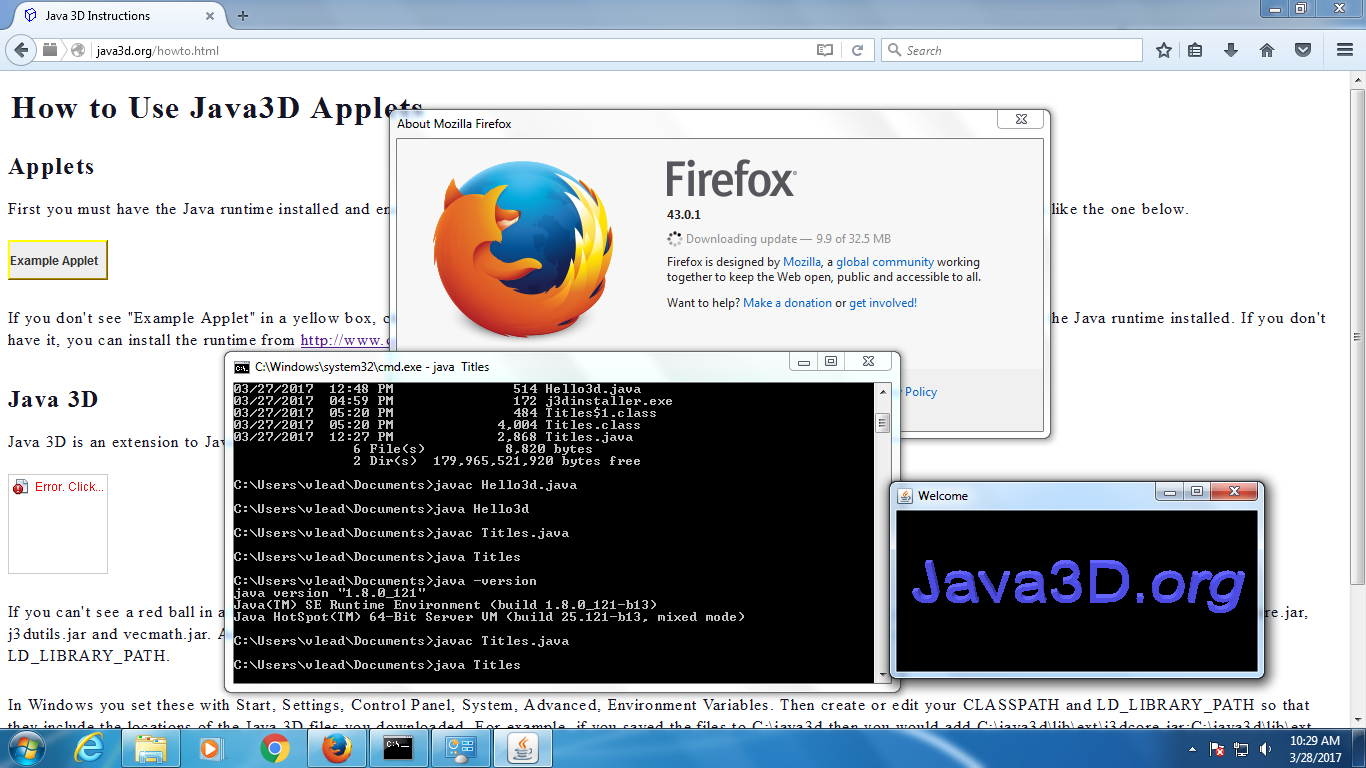 Java 3D Instructions
java3d.org/howto.html
Search
How to Use Java3D Applets
Applets
First you must have the Java runtime installed and en
like the one below.
Example Applet
If you don't see "Example Applet" in a yellow box, c
he Java runtime installed. If you don't
have it, you can install the runtime from http://www.
Java 3D
Java 3D is an extension to Jav
Error. Click...
If you can't see a red ball in a
re.jar,
j3dutils.jar and vecmath.jar. A
LD_LIBRARY_PATH.
In Windows you set these with Start, Settings, Control Panel, System, Advanced, Environment Variables. Then create or edit your CLASSPATH and LD_LIBRARY_PATH so that
they include the locations of the Java 3D files you downloaded. For example, if you saved the files to C:\java3d then you would add C:\java3d\lib\ext\j3dcore.jar;C:\java3d\lib\ext
About Mozilla Firefox
Firefox
43.0.1
Downloading update — 9.9 of 32.5 MB
Firefox is designed by Mozilla, a global community working
together to keep the Web open, public and accessible to all.
Want to help? Make a donation or get involved!
Policy
C:\Windows\system32\cmd.exe - java Titles
03/27/2017 12:48 PM 514 Hello3d.java
03/27/2017 04:59 PM 172 j3dinstaller.exe
03/27/2017 05:20 PM 484 Titles$1.class
03/27/2017 05:20 PM 4,004 Titles.class
03/27/2017 12:27 PM 2,868 Titles.java
6 File(s) 8,820 bytes
2 Dir(s) 179,965,521,920 bytes free
C:\Users\vlead\Documents>javac Hello3d.java
C:\Users\vlead\Documents>java Hello3d
C:\Users\vlead\Documents>javac Titles.java
C:\Users\vlead\Documents>java Titles
C:\Users\vlead\Documents>java -version
java version "1.8.0_121"
Java(TM) SE Runtime Environment (build 1.8.0_121-b13)
Java HotSpot(TM) 64-Bit Server VM (build 25.121-b13, mixed mode)
C:\Users\vlead\Documents>javac Titles.java
C:\Users\vlead\Documents>java Titles
Welcome
Java3D.org
10:29 AM
3/28/2017